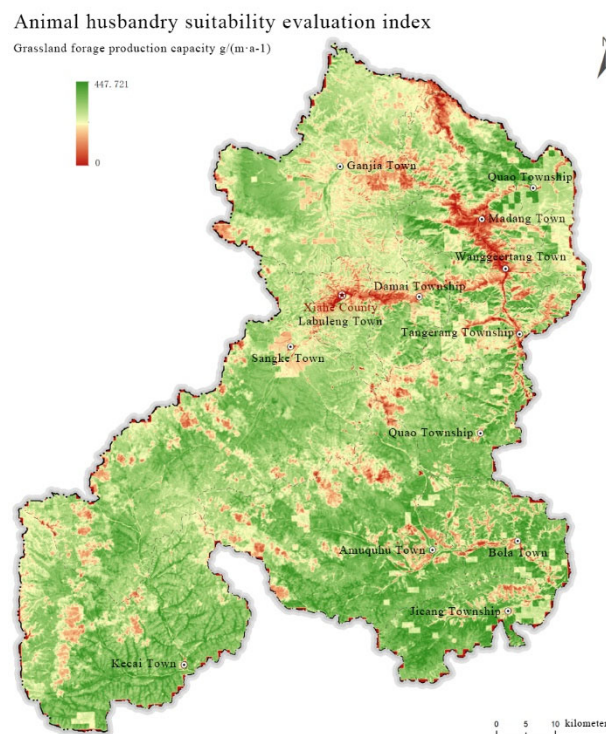 Animal husbandry suitability evaluation index
Grassland forage production capacity g/(m·a-1)
N
447.721
0
Ganjia Town
Quao Township
Madang Town
Wanggeertang Town
Damai Township
Xjahe County
Labuleng Town
Tangerang Township
Sangke Town
Quao Township
Amuquhu Town
Bola Town
Jicang Township
Kecai Town
0 5 10 kilometer